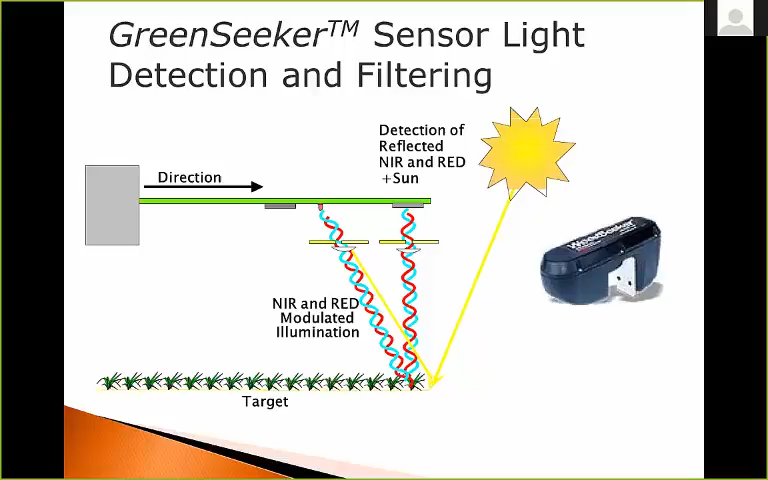 GreenSeeker™ Sensor Light
Detection and Filtering
Detection of
Reflected
NIR and RED
+Sun
Direction
WeedSeeker
NIR and RED
Modulated
Illumination
Target